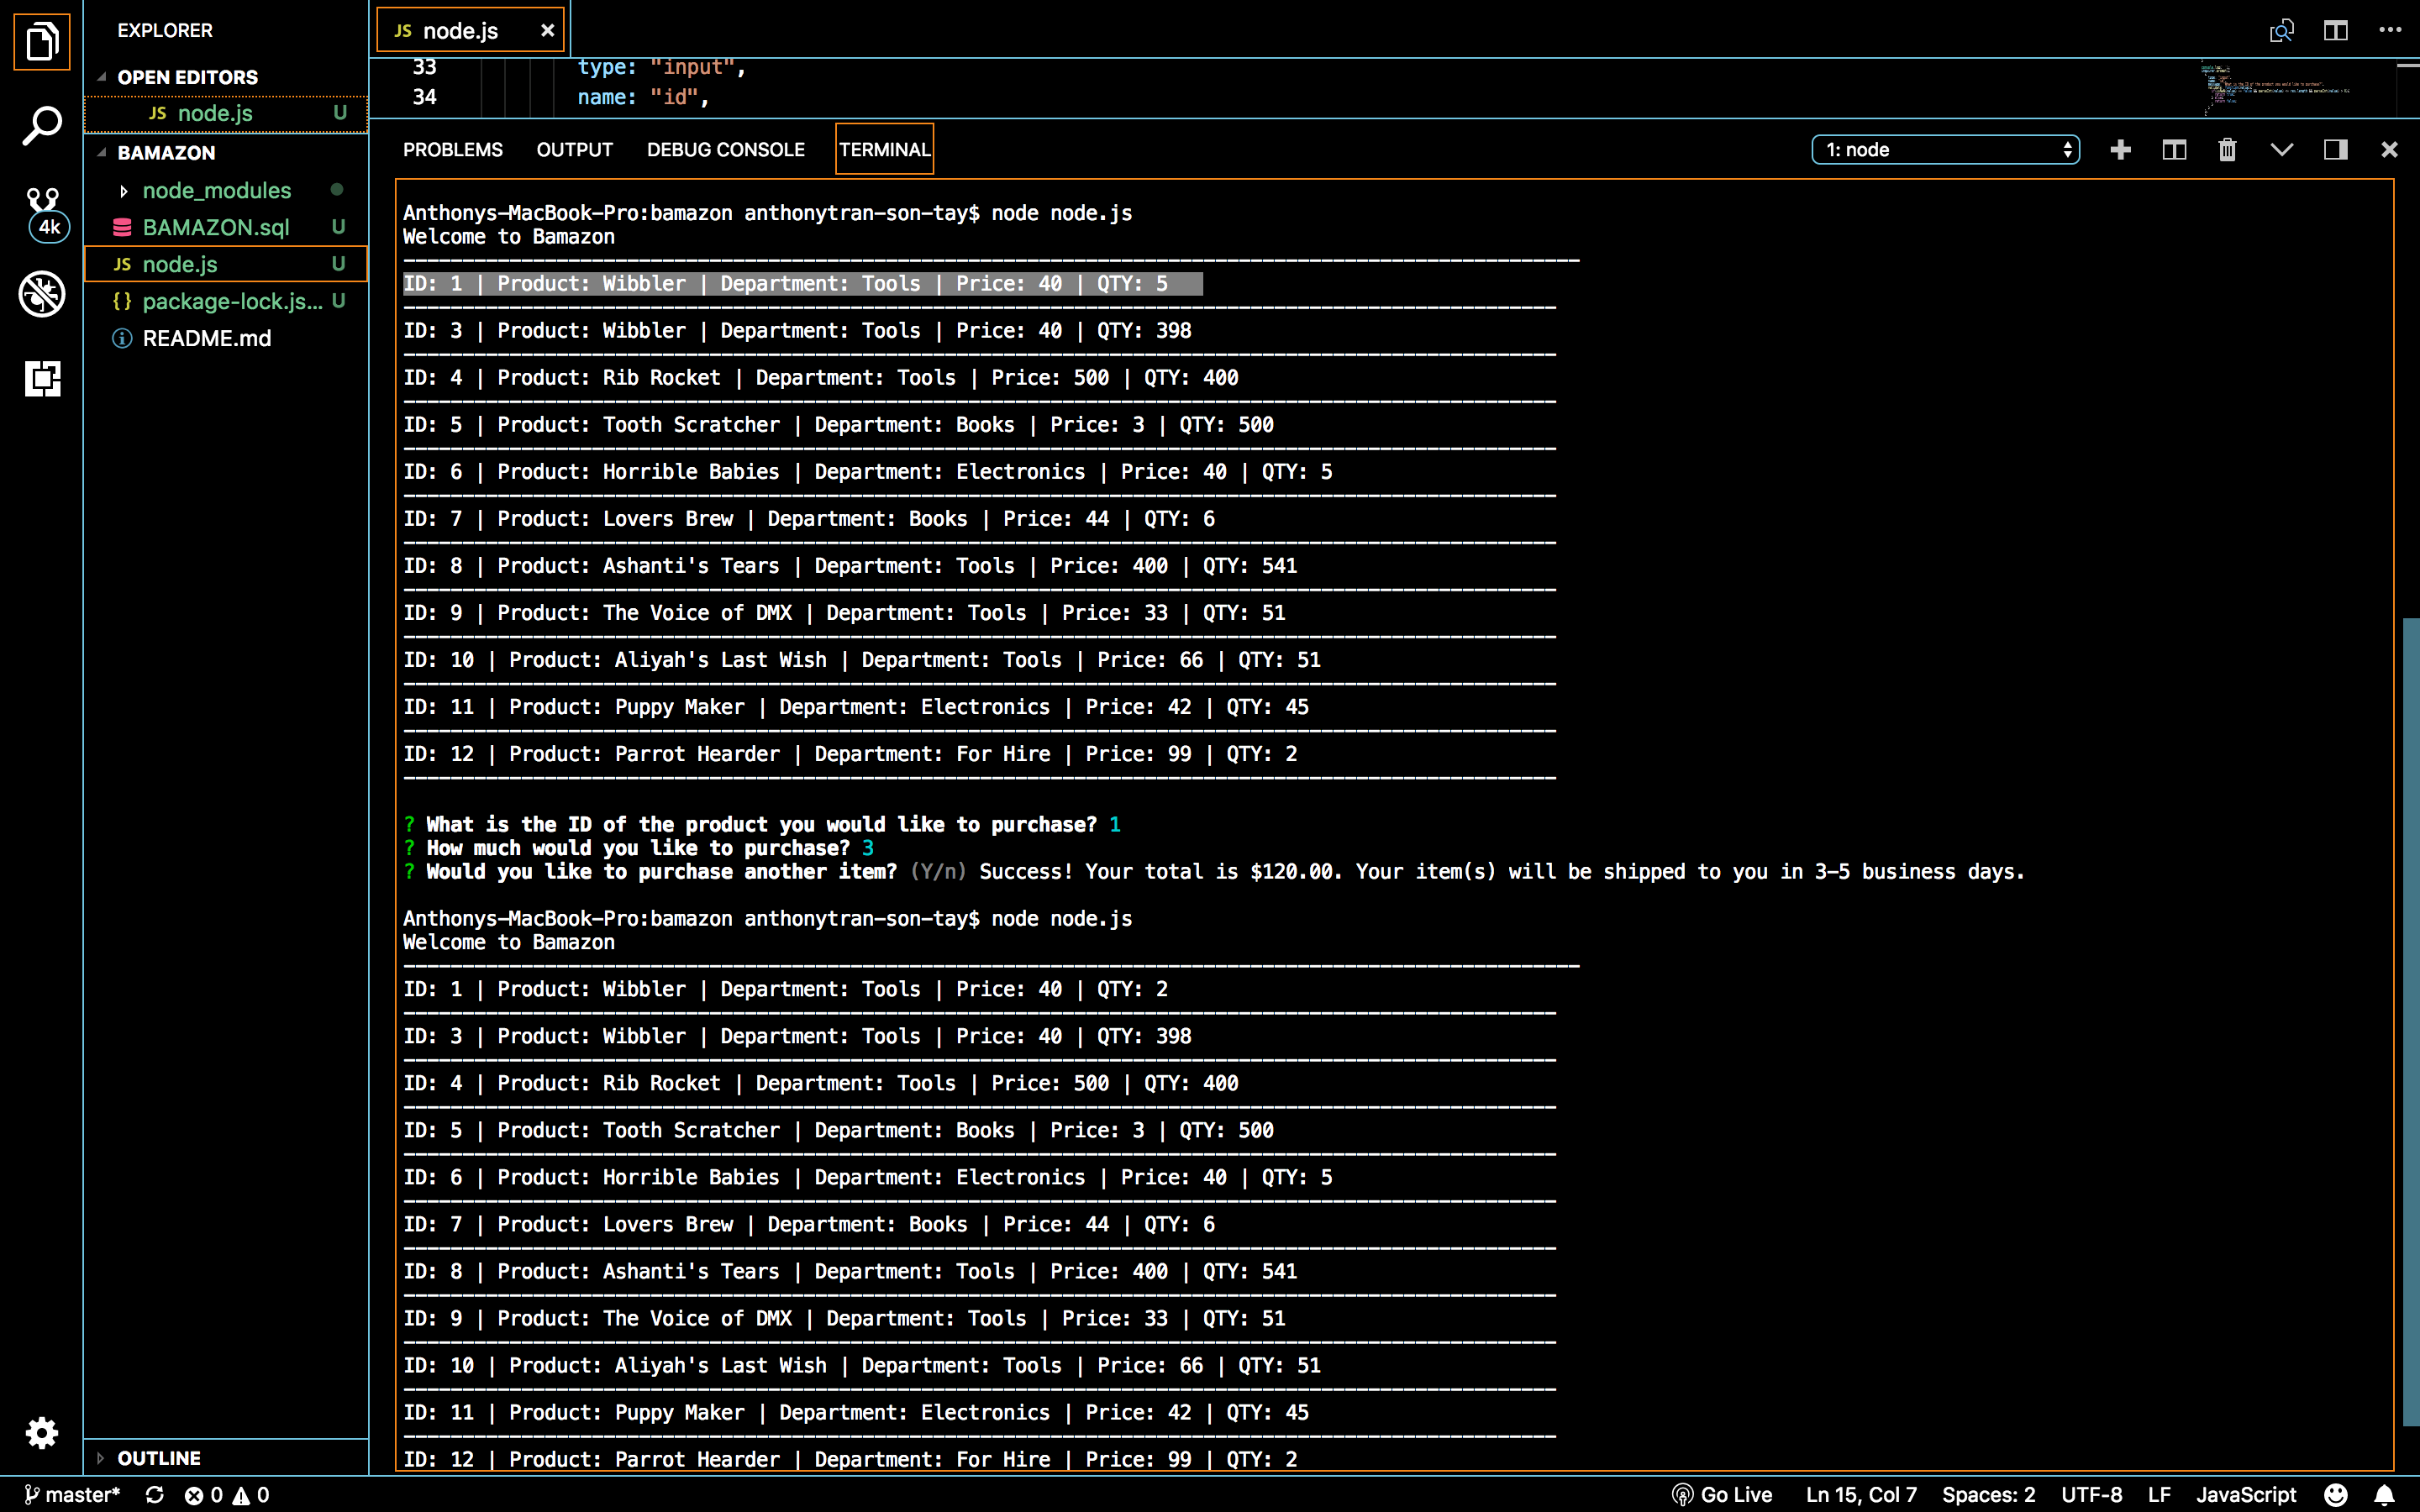 EXPLORER
OPEN EDITORS
JS node.js U
BAMAZON
node_modules
BAMAZON.sql U
JS node.js U
{} package-lock.js... U
README.md
4k
OUTLINE
JS node.js ×
33 type: "input",
34 name: "id",
PROBLEMS OUTPUT DEBUG CONSOLE TERMINAL 1: node
Anthonys-MacBook-Pro:bamazon anthonytran-son-tay$ node node.js
Welcome to Bamazon
ID: 1 | Product: Wibbler | Department: Tools | Price: 40 | QTY: 5
ID: 3 | Product: Wibbler | Department: Tools | Price: 40 | QTY: 398
ID: 4 | Product: Rib Rocket | Department: Tools | Price: 500 | QTY: 400
ID: 5 | Product: Tooth Scratcher | Department: Books | Price: 3 | QTY: 500
ID: 6 | Product: Horrible Babies | Department: Electronics | Price: 40 | QTY: 5
ID: 7 | Product: Lovers Brew | Department: Books | Price: 44 | QTY: 6
ID: 8 | Product: Ashanti's Tears | Department: Tools | Price: 400 | QTY: 541
ID: 9 | Product: The Voice of DMX | Department: Tools | Price: 33 | QTY: 51
ID: 10 | Product: Aliyah's Last Wish | Department: Tools | Price: 66 | QTY: 51
ID: 11 | Product: Puppy Maker | Department: Electronics | Price: 42 | QTY: 45
ID: 12 | Product: Parrot Hearder | Department: For Hire | Price: 99 | QTY: 2
? What is the ID of the product you would like to purchase? 1
? How much would you like to purchase? 3
? Would you like to purchase another item? (Y/n) Success! Your total is $120.00. Your item(s) will be shipped to you in 3-5 business days.
Anthonys-MacBook-Pro:bamazon anthonytran-son-tay$ node node.js
Welcome to Bamazon
ID: 1 | Product: Wibbler | Department: Tools | Price: 40 | QTY: 2
ID: 3 | Product: Wibbler | Department: Tools | Price: 40 | QTY: 398
ID: 4 | Product: Rib Rocket | Department: Tools | Price: 500 | QTY: 400
ID: 5 | Product: Tooth Scratcher | Department: Books | Price: 3 | QTY: 500
ID: 6 | Product: Horrible Babies | Department: Electronics | Price: 40 | QTY: 5
ID: 7 | Product: Lovers Brew | Department: Books | Price: 44 | QTY: 6
ID: 8 | Product: Ashanti's Tears | Department: Tools | Price: 400 | QTY: 541
ID: 9 | Product: The Voice of DMX | Department: Tools | Price: 33 | QTY: 51
ID: 10 | Product: Aliyah's Last Wish | Department: Tools | Price: 66 | QTY: 51
ID: 11 | Product: Puppy Maker | Department: Electronics | Price: 42 | QTY: 45
ID: 12 | Product: Parrot Hearder | Department: For Hire | Price: 99 | QTY: 2
master* 0 0 Go Live Ln 15, Col 7 Spaces: 2 UTF-8 LF JavaScript